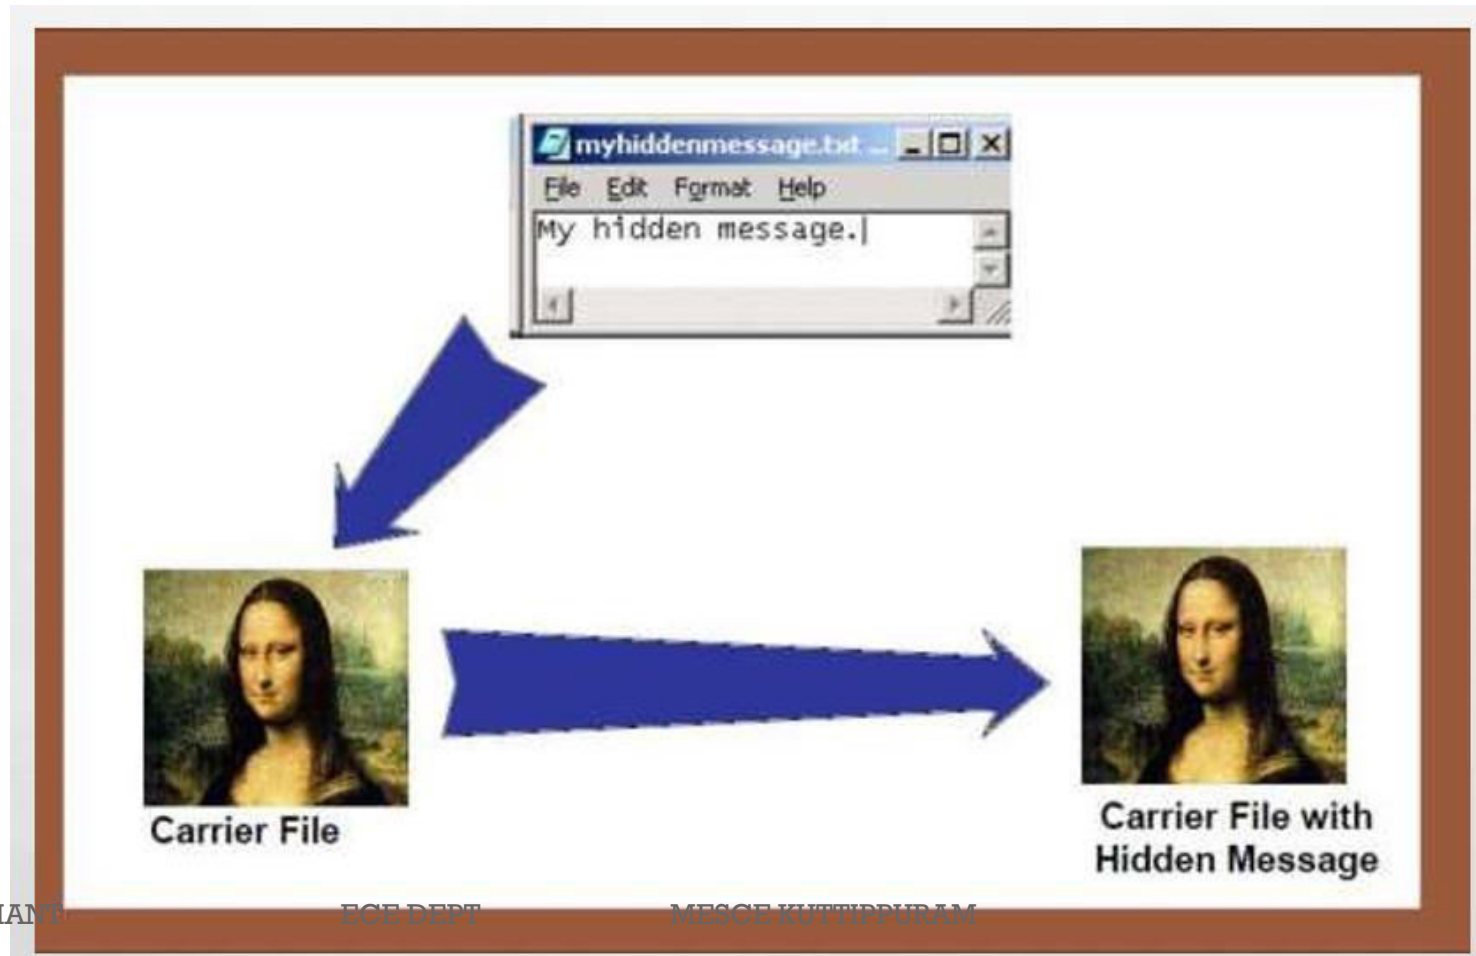 myhiddenmessage.txt - 
File Edit Format Help
My hidden message.
Carrier File
Carrier File with
Hidden Message
ECE DEPT MESCE KUTTIPPURAM